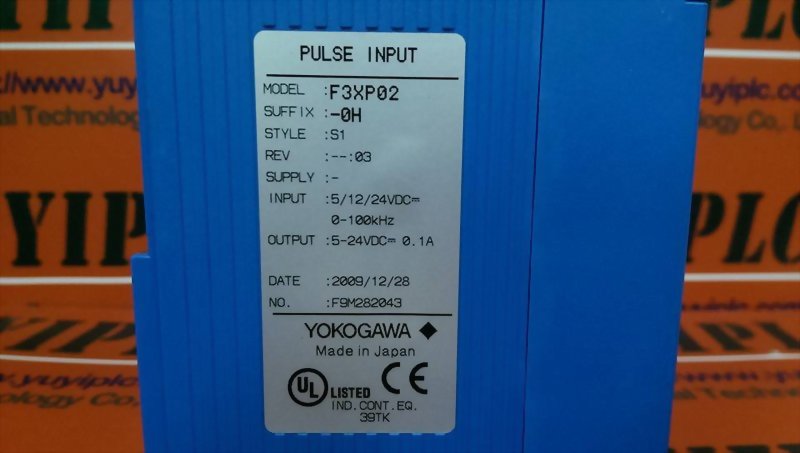 PULSE INPUT
MODEL :F3XP02
SUFFIX :-0H
STYLE :S1
REV :--:03
SUPPLY :-
INPUT :5/12/24VDC⎓
0-100kHz
OUTPUT :5-24VDC⎓ 0.1A
DATE :2009/12/28
NO. :F9M282043
YOKOGAWA ◆
Made in Japan
UL LISTED CE
IND.CONT.EQ.
39TK